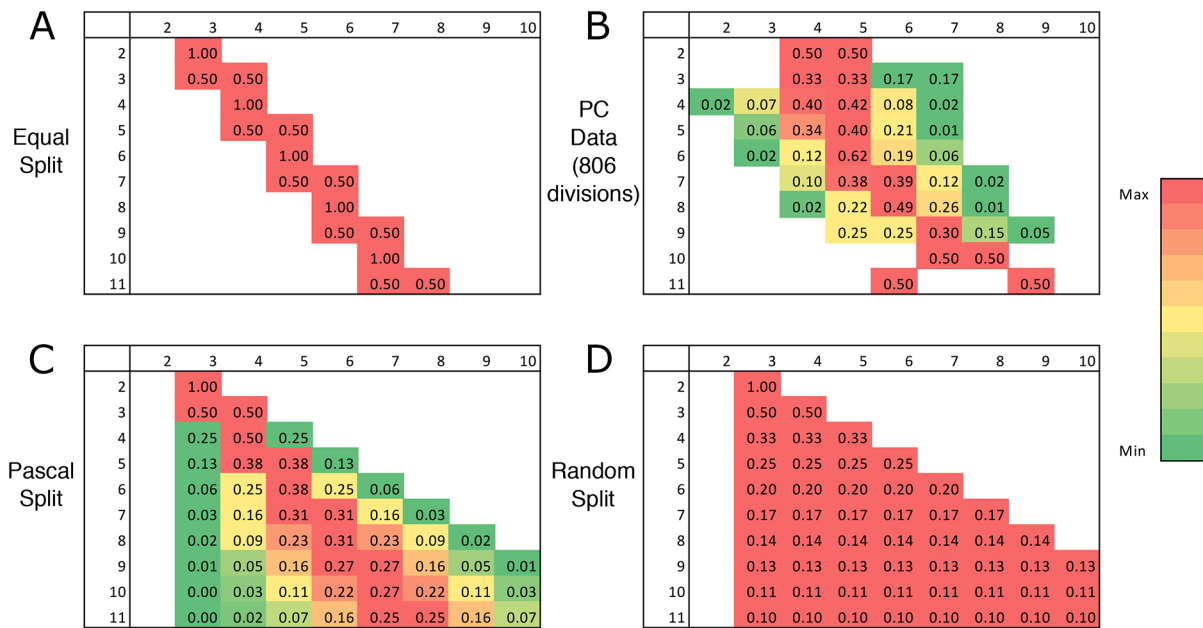 A
2 3 4 5 6 7 8 9 10
2 1.00
3 0.50 0.50
4 1.00
5 0.50 0.50
6 1.00
7 0.50 0.50
8 1.00
9 0.50 0.50
10 1.00
11 0.50 0.50
Equal
Split
B
2 3 4 5 6 7 8 9 10
2 0.50 0.50
3 0.33 0.33 0.17 0.17
4 0.02 0.07 0.40 0.42 0.08 0.02
5 0.06 0.34 0.40 0.21 0.01
6 0.02 0.12 0.62 0.19 0.06
7 0.10 0.38 0.39 0.12 0.02
8 0.02 0.22 0.49 0.26 0.01
9 0.25 0.25 0.30 0.15 0.05
10 0.50 0.50
11 0.50 0.50
PC
Data
(806
divisions)
Max
Min
C
2 3 4 5 6 7 8 9 10
2 1.00
3 0.50 0.50
4 0.25 0.50 0.25
5 0.13 0.38 0.38 0.13
6 0.06 0.25 0.38 0.25 0.06
7 0.03 0.16 0.31 0.31 0.16 0.03
8 0.02 0.09 0.23 0.31 0.23 0.09 0.02
9 0.01 0.05 0.16 0.27 0.27 0.16 0.05 0.01
10 0.00 0.03 0.11 0.22 0.27 0.22 0.11 0.03
11 0.00 0.02 0.07 0.16 0.25 0.25 0.16 0.07
Pascal
Split
D
2 3 4 5 6 7 8 9 10
2 1.00
3 0.50 0.50
4 0.33 0.33 0.33
5 0.25 0.25 0.25 0.25
6 0.20 0.20 0.20 0.20 0.20
7 0.17 0.17 0.17 0.17 0.17 0.17
8 0.14 0.14 0.14 0.14 0.14 0.14 0.14
9 0.13 0.13 0.13 0.13 0.13 0.13 0.13 0.13
10 0.11 0.11 0.11 0.11 0.11 0.11 0.11 0.11
11 0.10 0.10 0.10 0.10 0.10 0.10 0.10 0.10
Random
Split